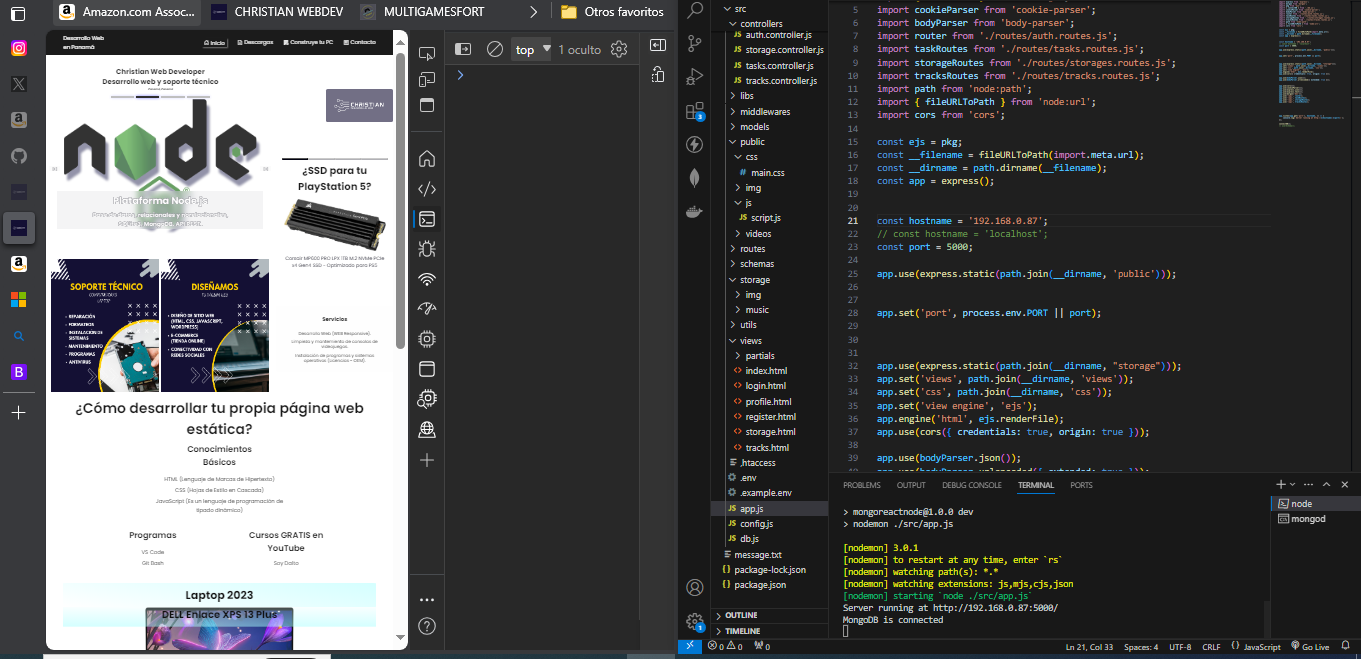 Amazon.com Assoc...
CHRISTIAN WEBDEV
MULTIGAMESFORT
Otros favoritos
Desarrollo Web
en Panamá
Inicio
Descargas
Construye tu PC
Contacto
Christian Web Developer
Desarrollo web y soporte técnico
CHRISTIAN
node
Plataforma Node.js
¿SSD para tu
PlayStation 5?
Corsair MP600 PRO LPX 1TB M.2 NVMe PCIe
x4 Gen4 SSD - Optimizado para PS5
SOPORTE TÉCNICO
COMPUTADORAS
LAPTOP
- REPARACIÓN
- FORMATEOS
- INSTALACION DE
SISTEMAS
- MANTENIMIENTO
- PROGRAMAS
- ANTIVIRUS
DISEÑAMOS
TU PAGINA WEB
- DISEÑO DE SITIO WEB
(HTML, CSS, JAVASCRIPT,
WORDPRESS)
- E-COMMERCE
(TIENDA ONLINE)
- CONECTIVIDAD CON
REDES SOCIALES
Servicios
Desarrollo Web (WEB Responsive).
Limpieza y mantenimiento de consolas de
videojuegos.
Instalación de programas y sistemas
operativos (Licencias - OEM).
¿Cómo desarrollar tu propia página web
estática?
Conocimientos
Básicos
HTML (Lenguaje de Marcas de Hipertexto)
CSS (Hojas de Estilo en Cascada)
JavaScript (Es un lenguaje de programación de
tipado dinámico)
Programas
VS Code
Git Bash
Cursos GRATIS en
YouTube
Soy Dalto
Laptop 2023
DELL Enlace XPS 13 Plus
top
1 oculto
src
controllers
auth.controller.js
storage.controller.js
tasks.controller.js
tracks.controller.js
libs
middlewares
models
public
css
main.css
img
js
script.js
videos
routes
schemas
storage
img
music
utils
views
partials
index.html
login.html
profile.html
register.html
storage.html
tracks.html
.htaccess
.env
.example.env
app.js
config.js
db.js
message.txt
package-lock.json
package.json
OUTLINE
TIMELINE
5 import cookieParser from 'cookie-parser';
6 import bodyParser from 'body-parser';
7 import router from './routes/auth.routes.js';
8 import taskRoutes from './routes/tasks.routes.js';
9 import storageRoutes from './routes/storages.routes.js';
10 import tracksRoutes from './routes/tracks.routes.js';
11 import path from 'node:path';
12 import { fileURLToPath } from 'node:url';
13 import cors from 'cors';
14
15 const ejs = pkg;
16 const __filename = fileURLToPath(import.meta.url);
17 const __dirname = path.dirname(__filename);
18 const app = express();
19
20
21 const hostname = '192.168.0.87';
22 // const hostname = 'localhost';
23 const port = 5000;
24
25 app.use(express.static(path.join(__dirname, 'public')));
26
27
28 app.set('port', process.env.PORT || port);
29
30
31
32 app.use(express.static(path.join(__dirname, "storage")));
33 app.set('views', path.join(__dirname, 'views'));
34 app.set('css', path.join(__dirname, 'css'));
35 app.set('view engine', 'ejs');
36 app.engine('html', ejs.renderFile);
37 app.use(cors({ credentials: true, origin: true }));
38
39 app.use(bodyParser.json());
40 app.use(bodyParser.urlencoded({ extended: true }));
PROBLEMS
OUTPUT
DEBUG CONSOLE
TERMINAL
PORTS
> mongoreactnode@1.0.0 dev
> nodemon ./src/app.js
[nodemon] 3.0.1
[nodemon] to restart at any time, enter `rs`
[nodemon] watching path(s): *.*
[nodemon] watching extensions: js,mjs,cjs,json
[nodemon] starting `node ./src/app.js`
Server running at http://192.168.0.87:5000/
MongoDB is connected
node
mongod
0 0
0
Ln 21, Col 33
Spaces: 4
UTF-8
CRLF
{} JavaScript
Go Live